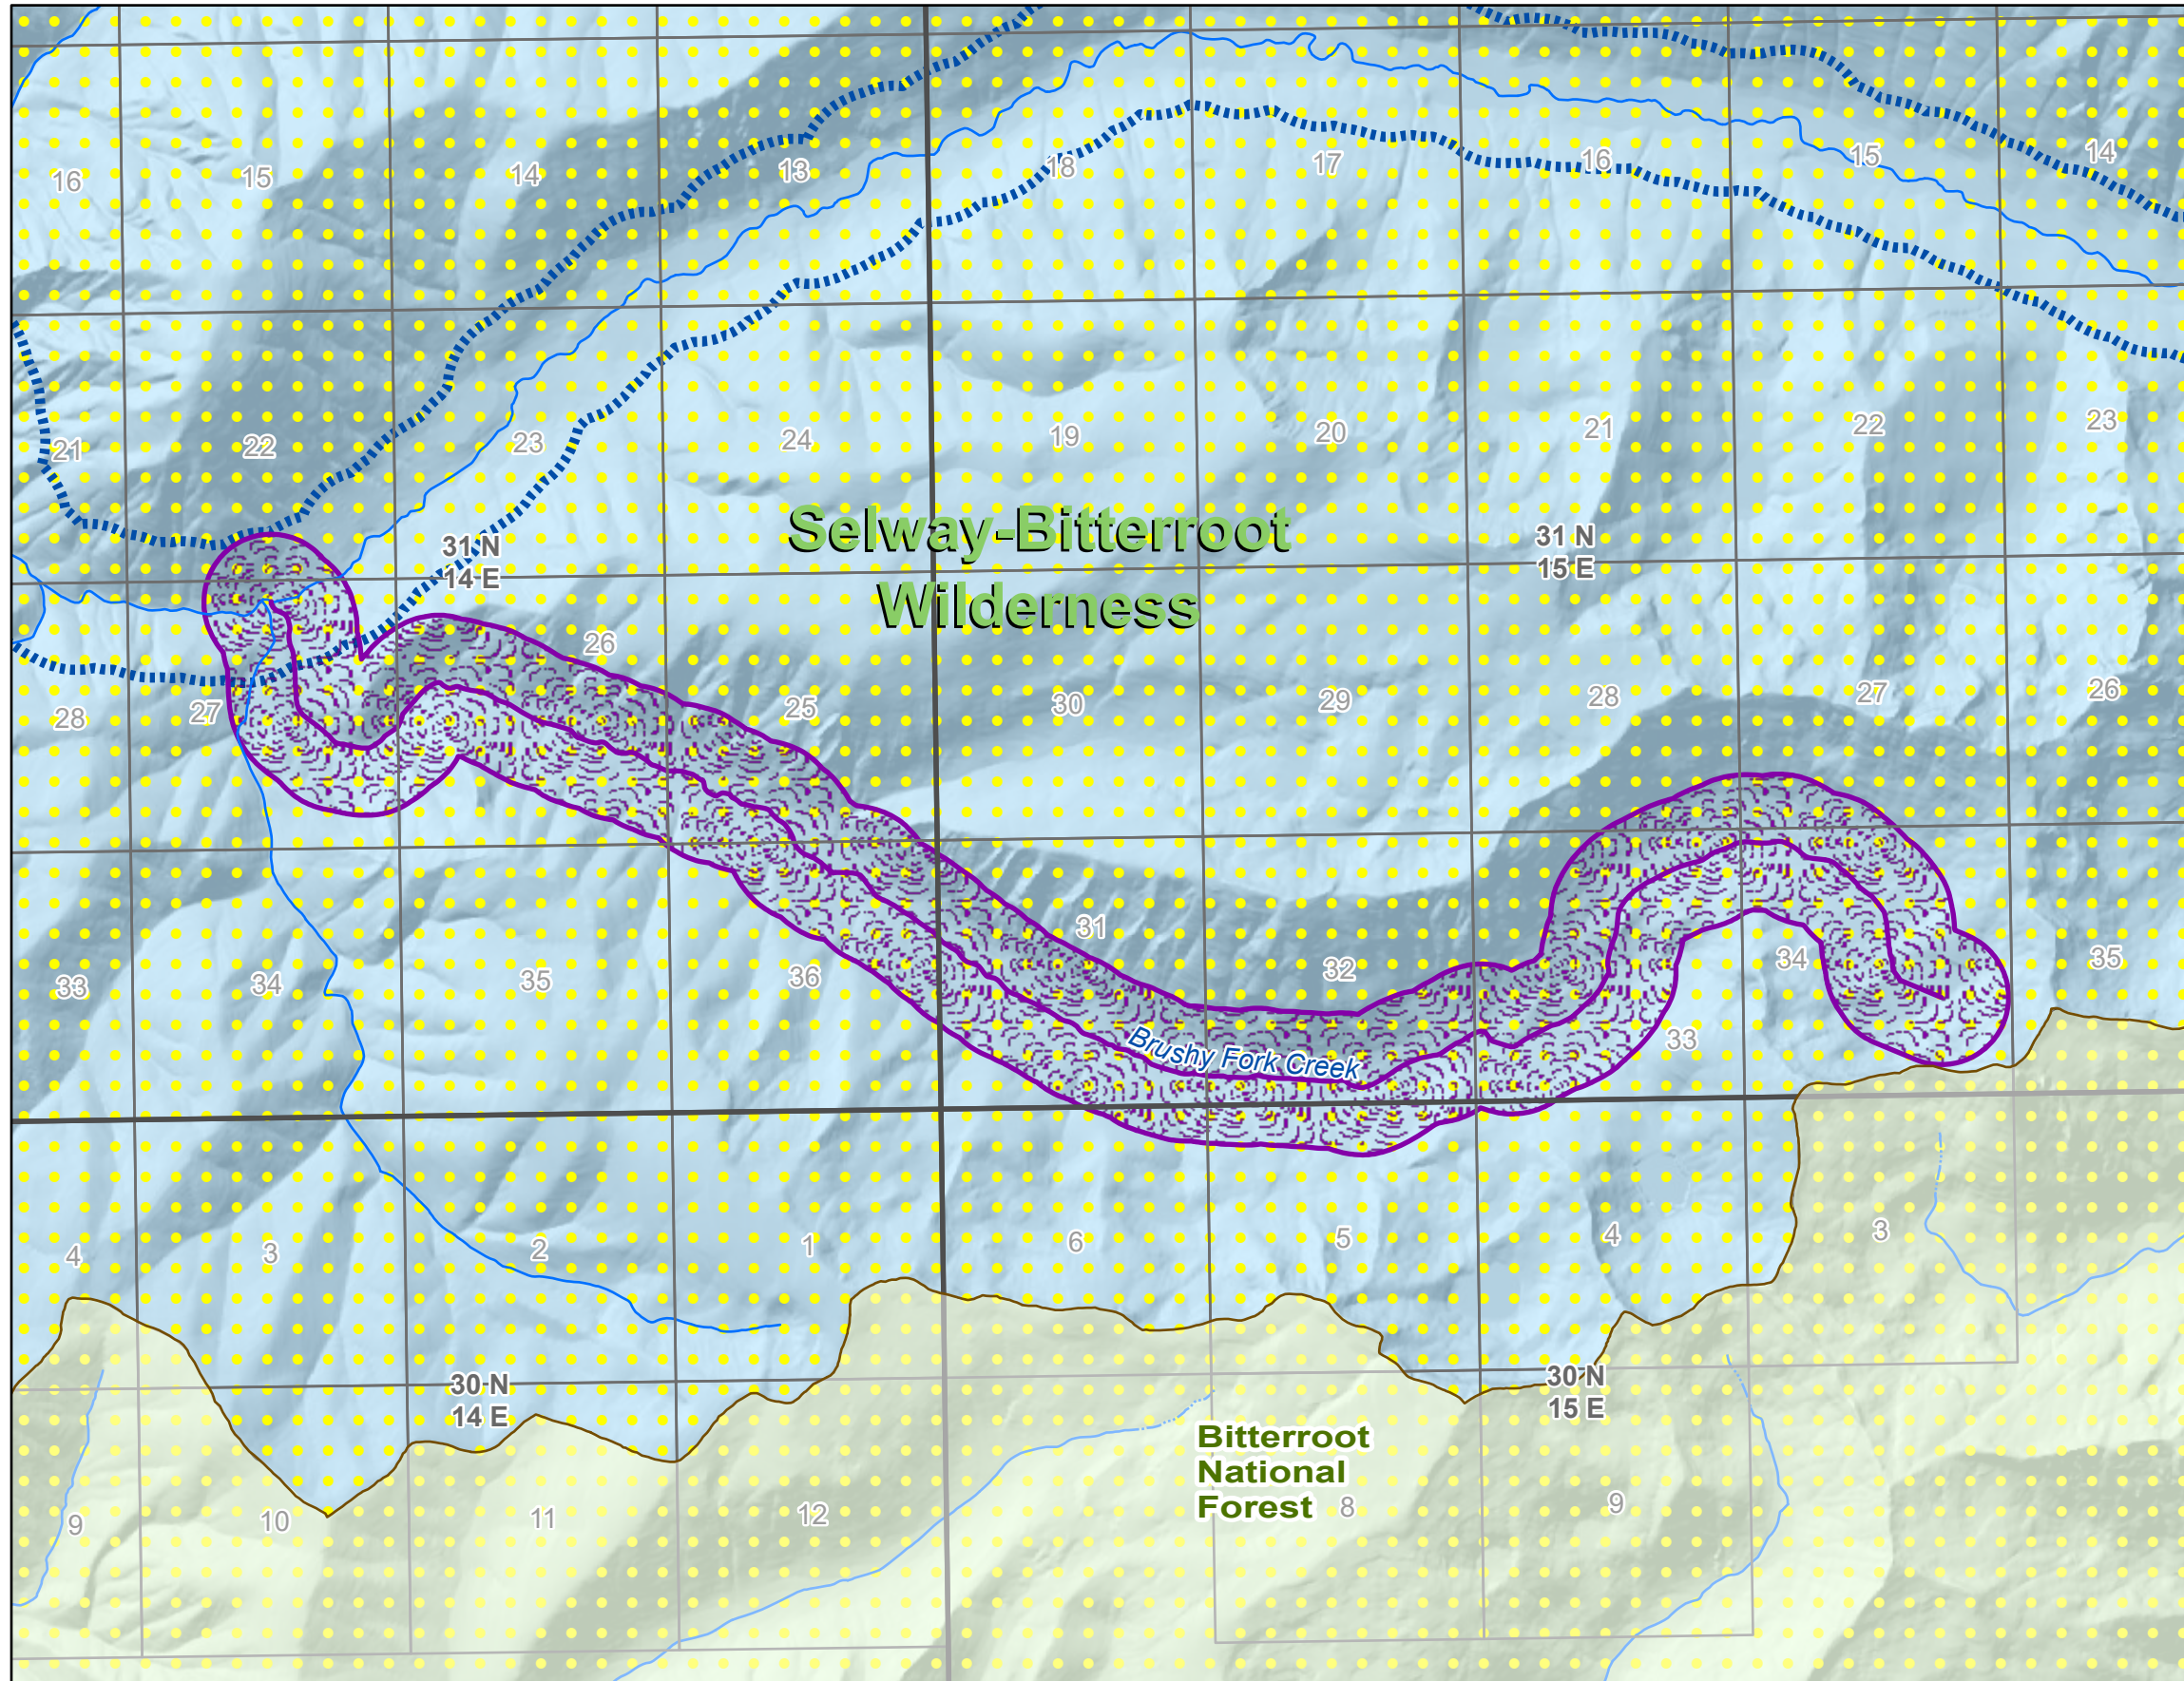 16 15 14 13 18 17 16 15 14
21 22 23 24 19 20 21 22 23
Selway-Bitterroot
Wilderness
31 N
14 E
31 N
15 E
28 27 26 25 30 29 28 27 26
33 34 35 36 31 32 33 34 35
Brushy Fork Creek
4 3 2 1 6 5 4 3
30 N
14 E
30 N
15 E
Bitterroot
National
Forest
9 10 11 12 8 9